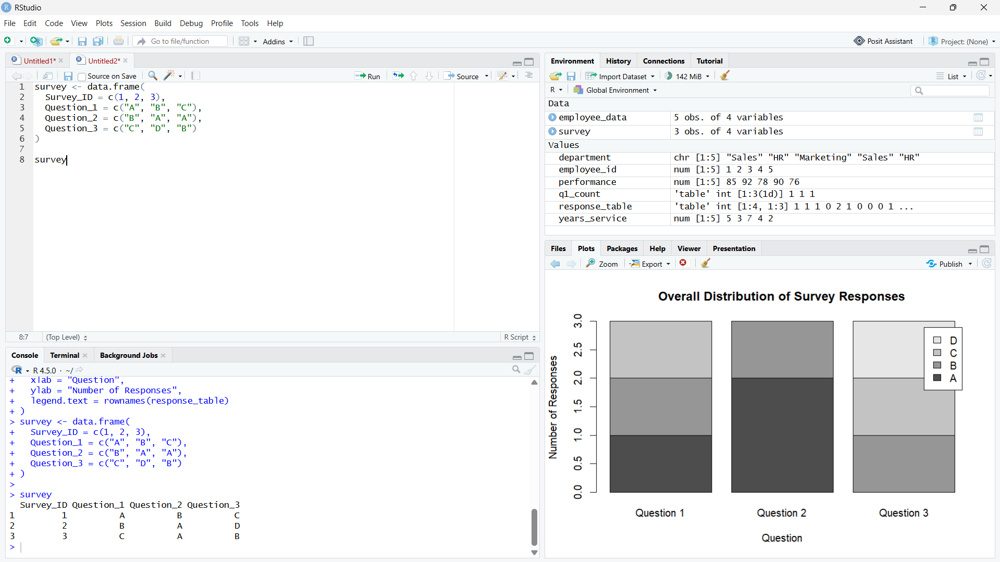 RStudio
File Edit Code View Plots Session Build Debug Profile Tools Help
Go to file/function Addins Posit Assistant Project: (None)
Untitled1* Untitled2*
Source on Save Run Source
1 survey <- data.frame(
2   Survey_ID = c(1, 2, 3),
3   Question_1 = c("A", "B", "C"),
4   Question_2 = c("B", "A", "A"),
5   Question_3 = c("C", "D", "B")
6 )
7
8 survey
8:7 (Top Level) R Script
Console Terminal Background Jobs
R 4.5.0 · ~/
+   xlab = "Question",
+   ylab = "Number of Responses",
+   legend.text = rownames(response_table)
+ )
> survey <- data.frame(
+   Survey_ID = c(1, 2, 3),
+   Question_1 = c("A", "B", "C"),
+   Question_2 = c("B", "A", "A"),
+   Question_3 = c("C", "D", "B")
+ )
>
> survey
  Survey_ID Question_1 Question_2 Question_3
1         1          A          B          C
2         2          B          A          D
3         3          C          A          B
>
Environment History Connections Tutorial
Import Dataset 142 MiB List
R Global Environment
Data
employee_data 5 obs. of 4 variables
survey 3 obs. of 4 variables
Values
department chr [1:5] "Sales" "HR" "Marketing" "Sales" "HR"
employee_id num [1:5] 1 2 3 4 5
performance num [1:5] 85 92 78 90 76
q1_count 'table' int [1:3(1d)] 1 1 1
response_table 'table' int [1:4, 1:3] 1 1 1 0 2 1 0 0 0 1 ...
years_service num [1:5] 5 3 7 4 2
Files Plots Packages Help Viewer Presentation
Zoom Export Publish
Overall Distribution of Survey Responses
Number of Responses
3.0
2.5
2.0
1.5
1.0
0.5
0.0
D
C
B
A
Question 1 Question 2 Question 3
Question